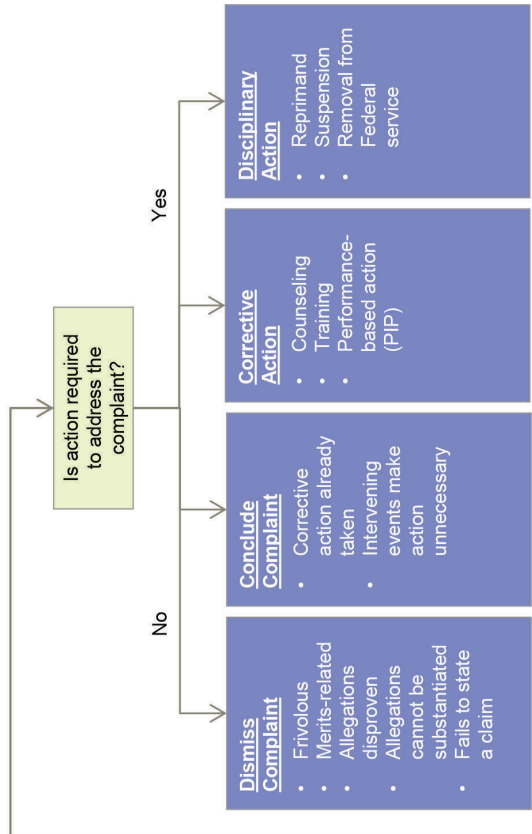 Is action required
to address the
complaint?
No
Yes
Dismiss
Complaint
• Frivolous
• Merits-related
• Allegations
disproven
• Allegations
cannot be
substantiated
• Fails to state
a claim
Conclude
Complaint
• Corrective
action already
taken
• Intervening
events make
action
unnecessary
Corrective
Action
• Counseling
• Training
• Performance-
based action
(PIP)
Disciplinary
Action
• Reprimand
• Suspension
• Removal from
Federal
service